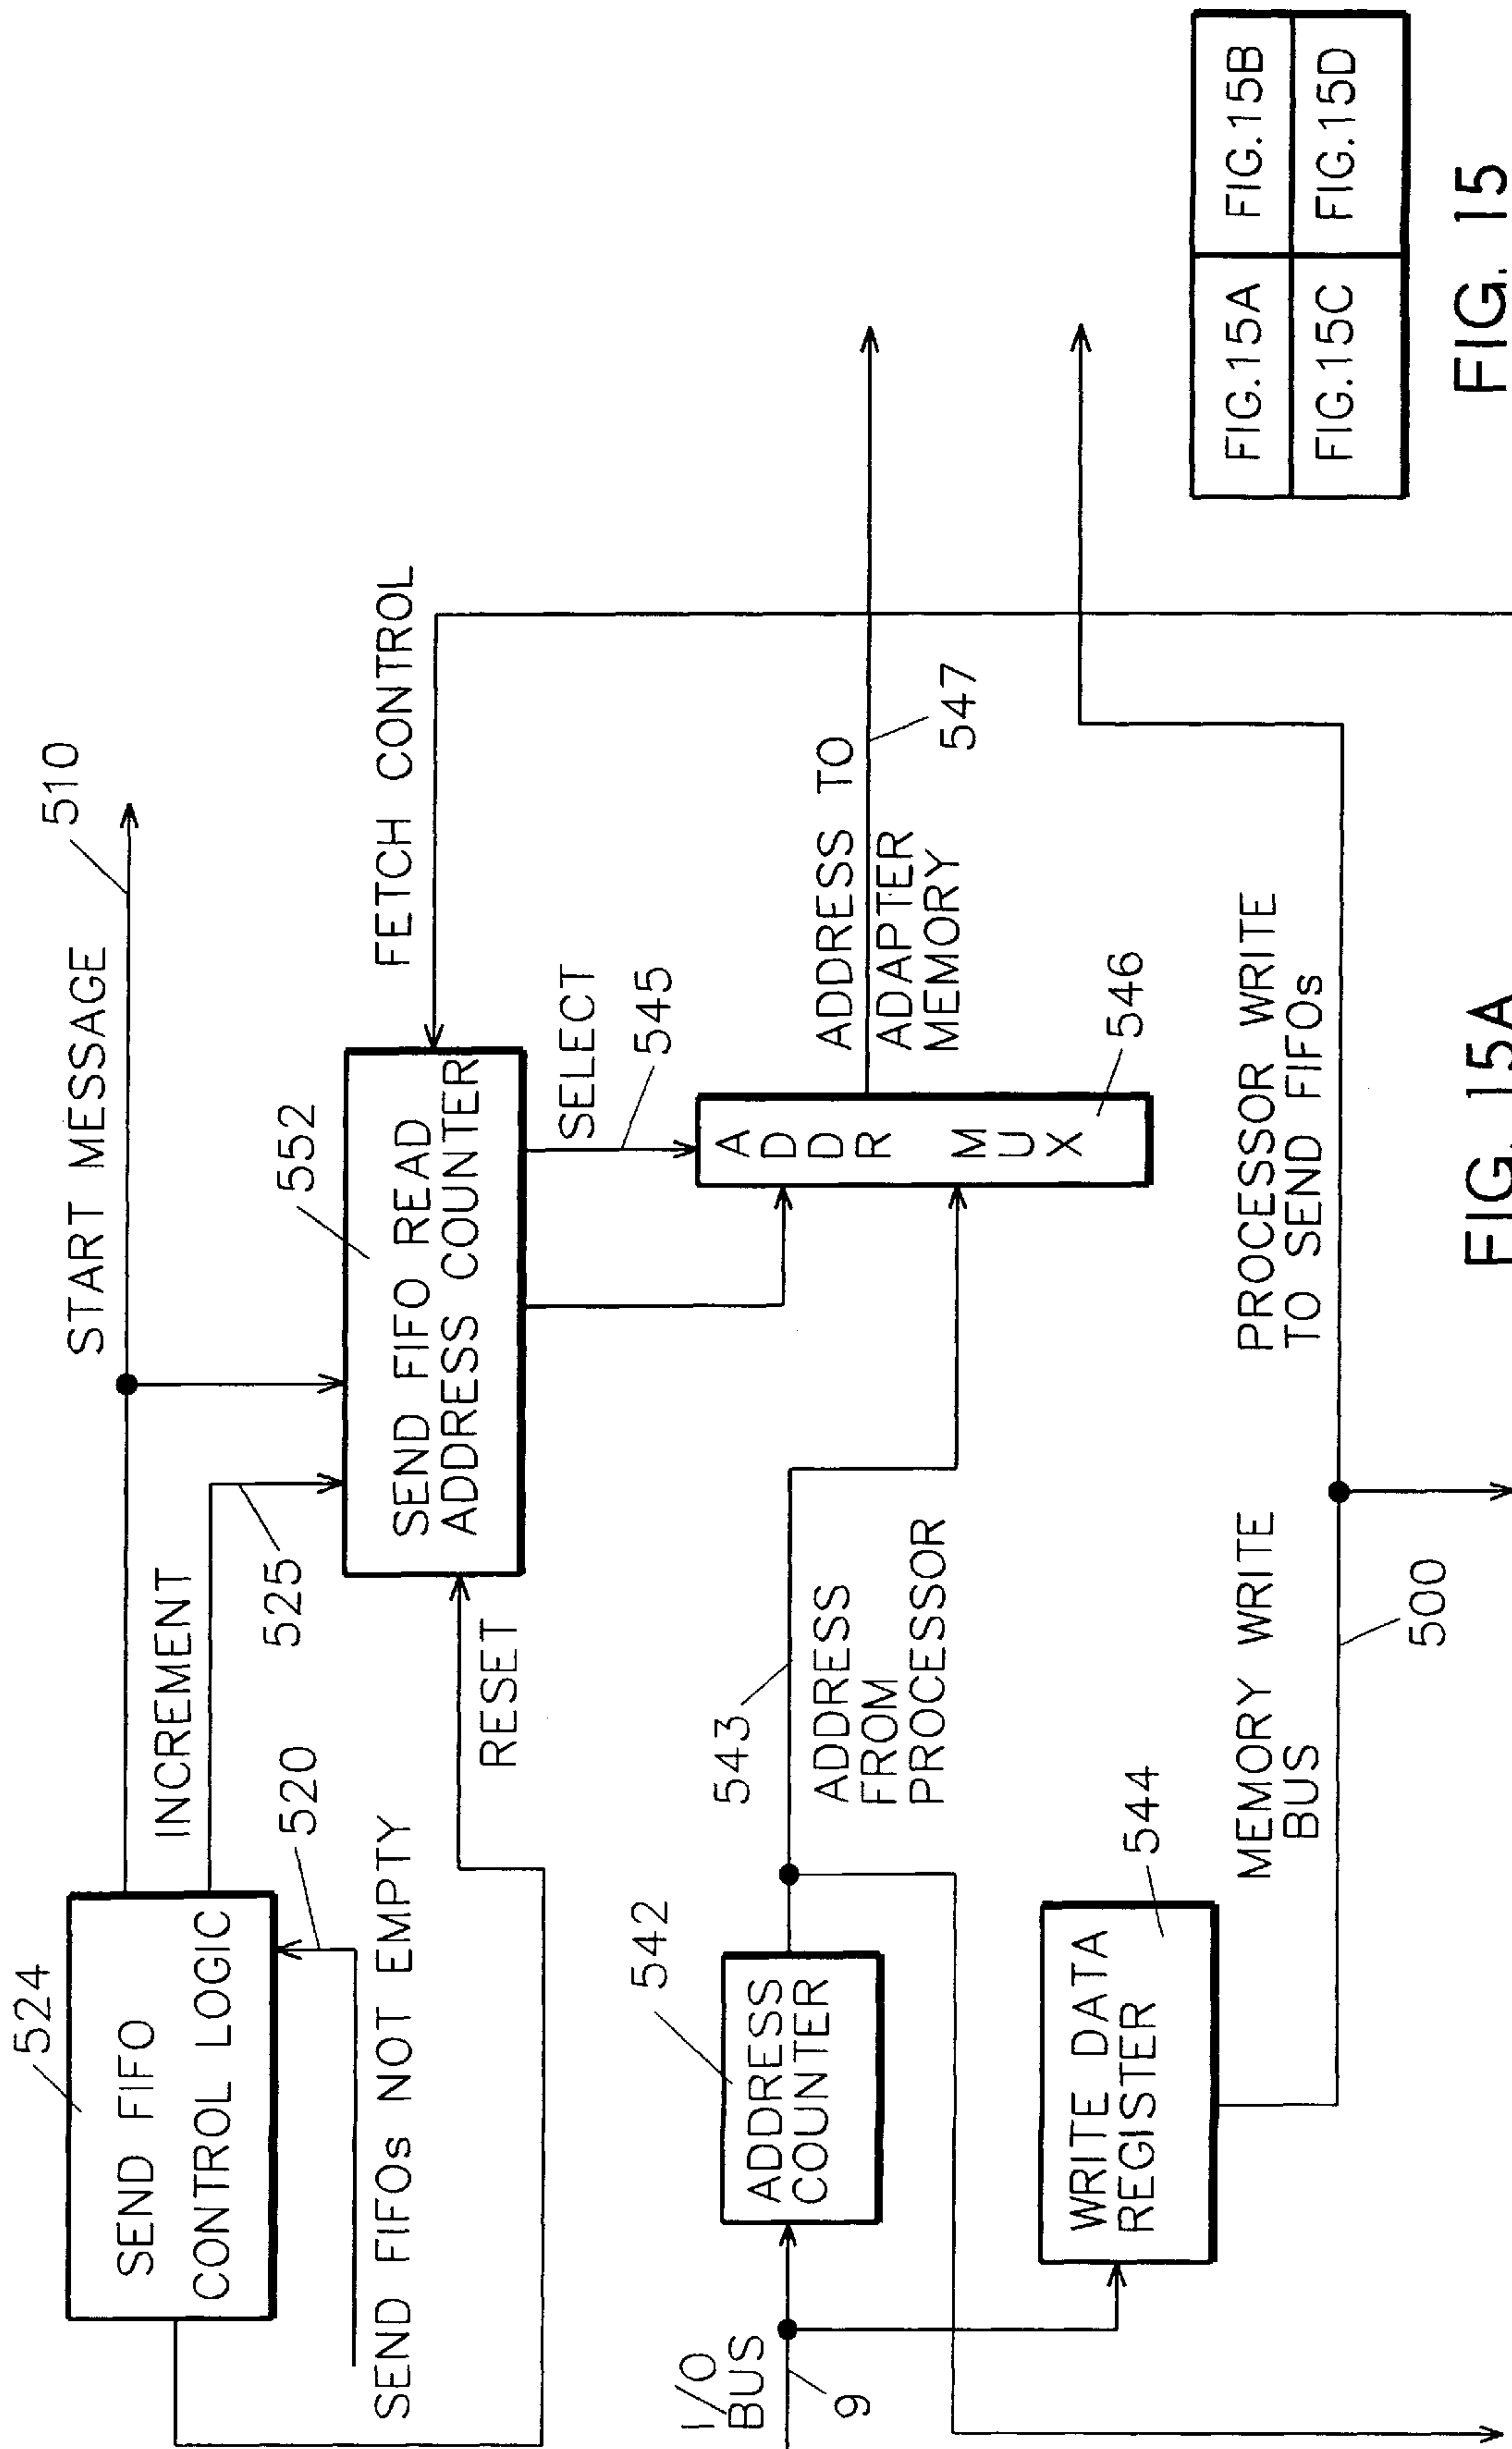 524
SEND FIFO
CONTROL LOGIC
START MESSAGE
510
INCREMENT
525
520
SEND FIFOs NOT EMPTY
RESET
552
SEND FIFO READ
ADDRESS COUNTER
FETCH CONTROL
SELECT
545
I/O
BUS
9
542
ADDRESS
COUNTER
543
ADDRESS
FROM
PROCESSOR
ADDR MUX
546
ADDRESS TO
ADAPTER
MEMORY
547
544
WRITE DATA
REGISTER
MEMORY WRITE
BUS
500
PROCESSOR WRITE
TO SEND FIFOs
FIG. 15A
FIG.15A FIG.15B
FIG.15C FIG.15D
FIG. 15